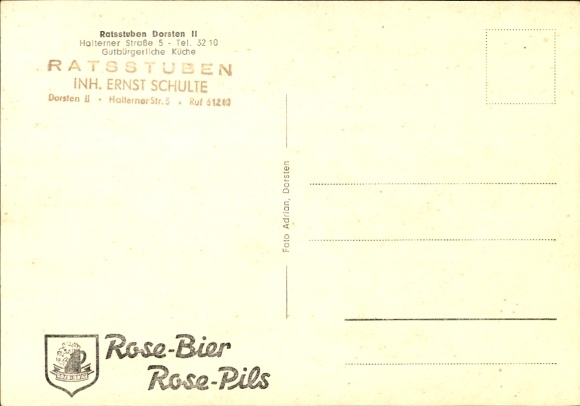 Ratsstuben Dorsten II
Halterner Straße 5 - Tel. 32 10
Gutbürgerliche Küche
RATSSTUBEN
INH. ERNST SCHULTE
Dorsten II • Halterner Str. 5 • Ruf 61280
Foto Adrian, Dorsten
Rose-Bier
Rose-Pils